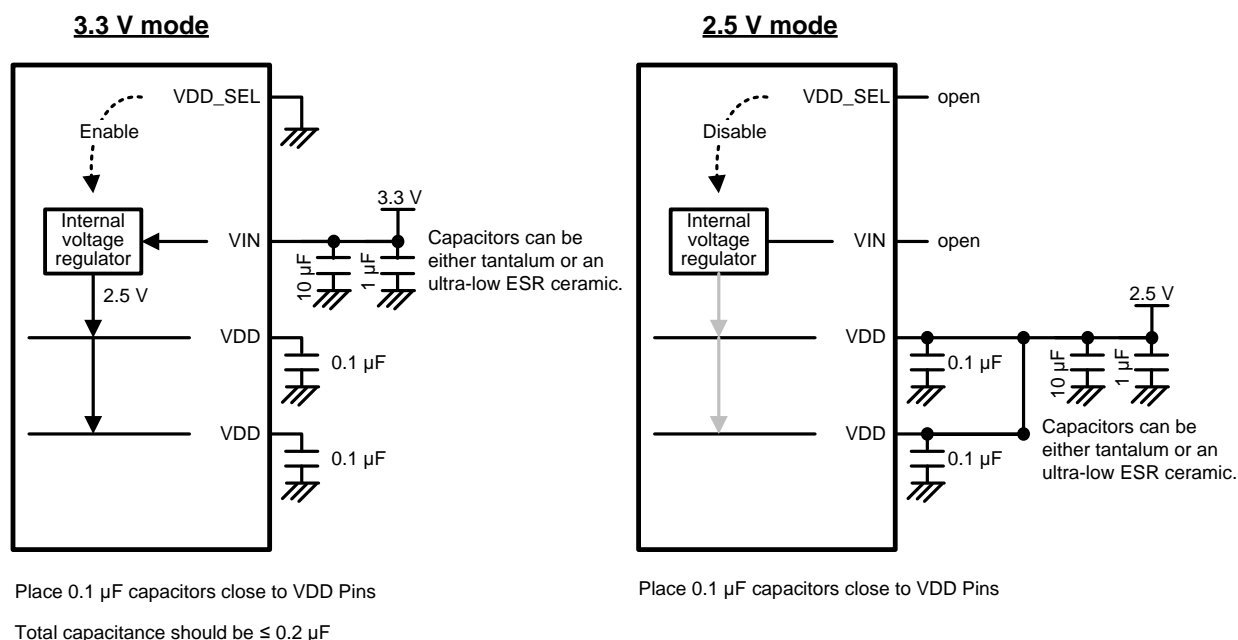 3.3 V mode
VDD_SEL
Enable
3.3 V
Internal
voltage
regulator
VIN
10 µF
1 µF
Capacitors can be
either tantalum or an
ultra-low ESR ceramic.
2.5 V
VDD
0.1 µF
VDD
0.1 µF
Place 0.1 µF capacitors close to VDD Pins
Total capacitance should be ≤ 0.2 µF
2.5 V mode
VDD_SEL
open
Disable
Internal
voltage
regulator
VIN
open
2.5 V
VDD
0.1 µF
10 µF
1 µF
VDD
0.1 µF
Capacitors can be
either tantalum or an
ultra-low ESR ceramic.
Place 0.1 µF capacitors close to VDD Pins